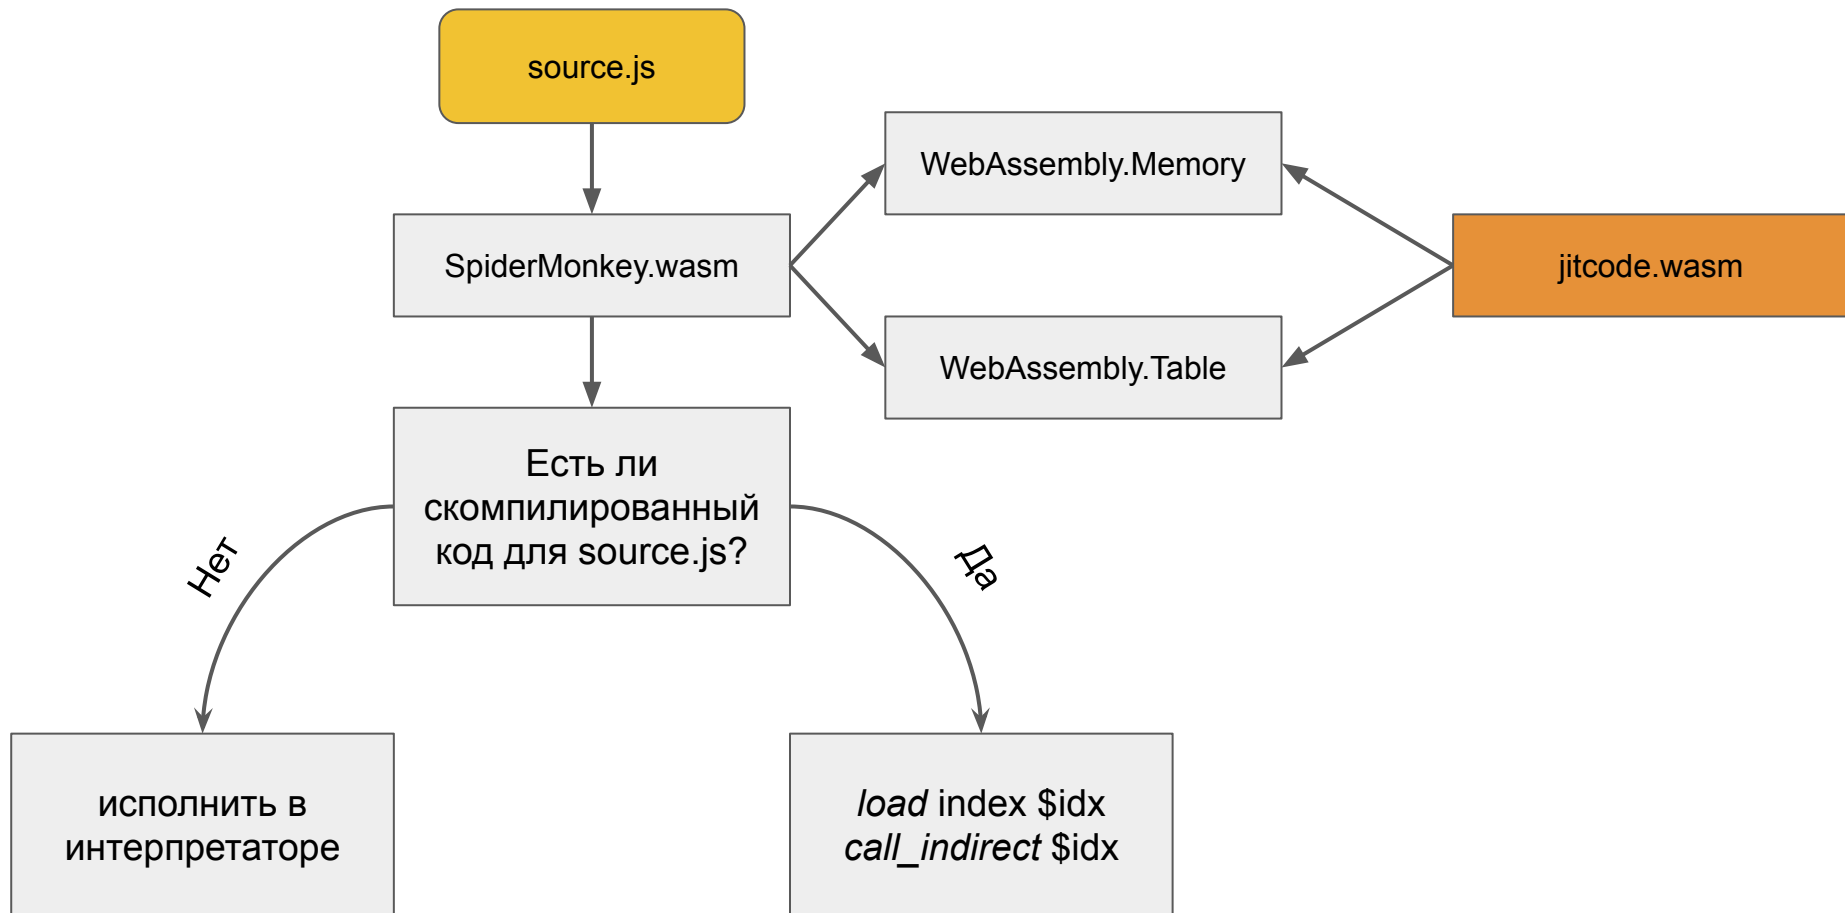 source.js
WebAssembly.Memory
SpiderMonkey.wasm
jitcode.wasm
WebAssembly.Table
Есть ли
скомпилированный
код для source.js?
Нет
Да
исполнить в
интерпретаторе
load index $idx
call_indirect $idx